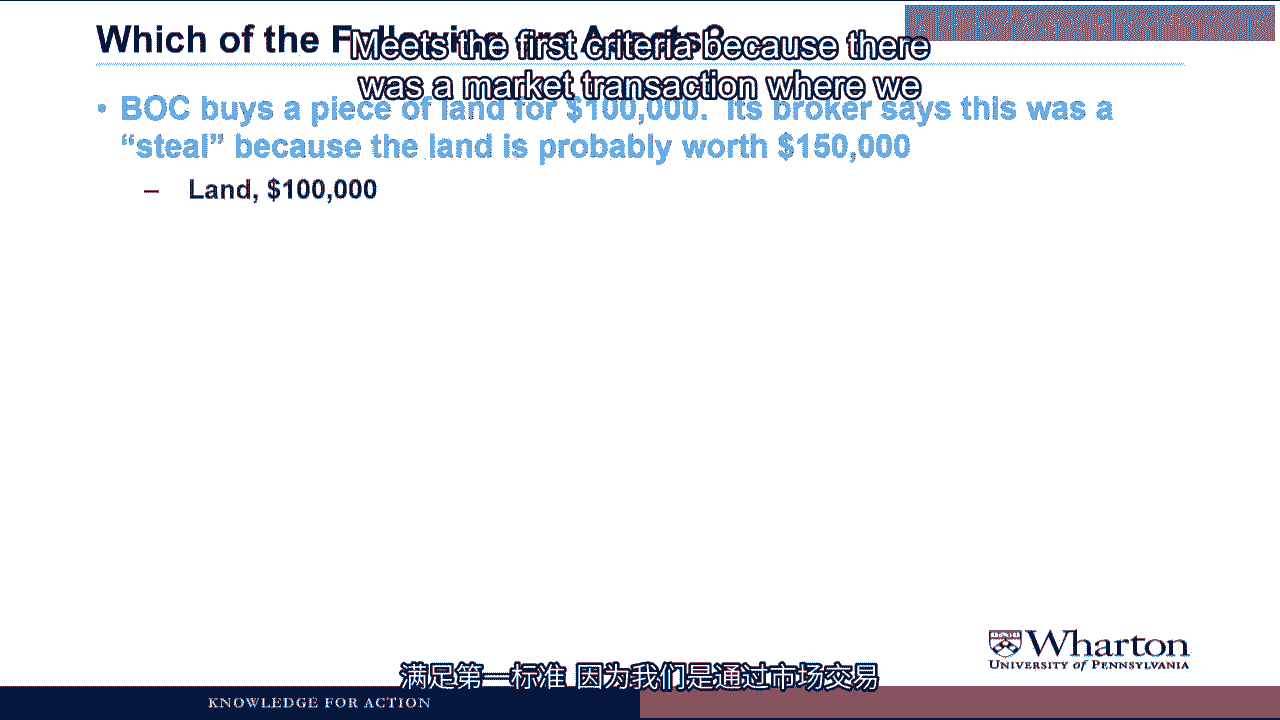 Which of the Following are Assets?
Meets the first criteria because there
was a market transaction where we
• BOC buys a piece of land for $100,000. Its broker says this was a
“steal” because the land is probably worth $150,000
– Land, $100,000
Wharton
UNIVERSITY of PENNSYLVANIA
满足第一标准 因为我们是通过市场交易
KNOWLEDGE FOR ACTION